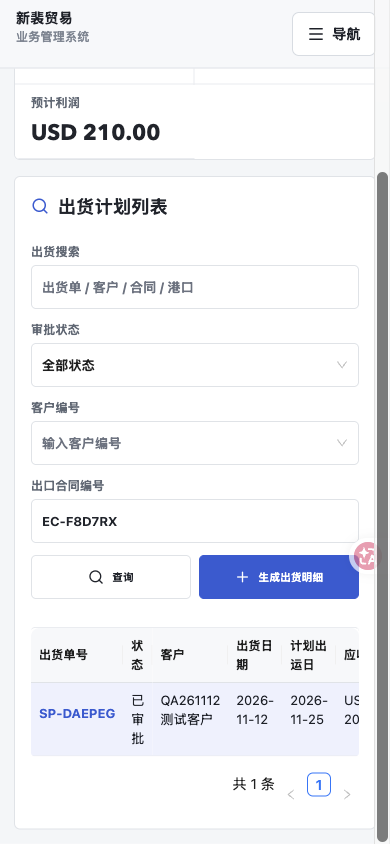 新裴贸易
业务管理系统
导航
预计利润
USD 210.00
出货计划列表
出货搜索
出货单 / 客户 / 合同 / 港口
审批状态
全部状态
客户编号
输入客户编号
出口合同编号
EC-F8D7RX
查询
生成出货明细
出货单号 状态 客户 出货日期 计划出运日
SP-DAEPEG 已审批 QA261112 测试客户 2026-11-12 2026-11-25
共 1 条
1